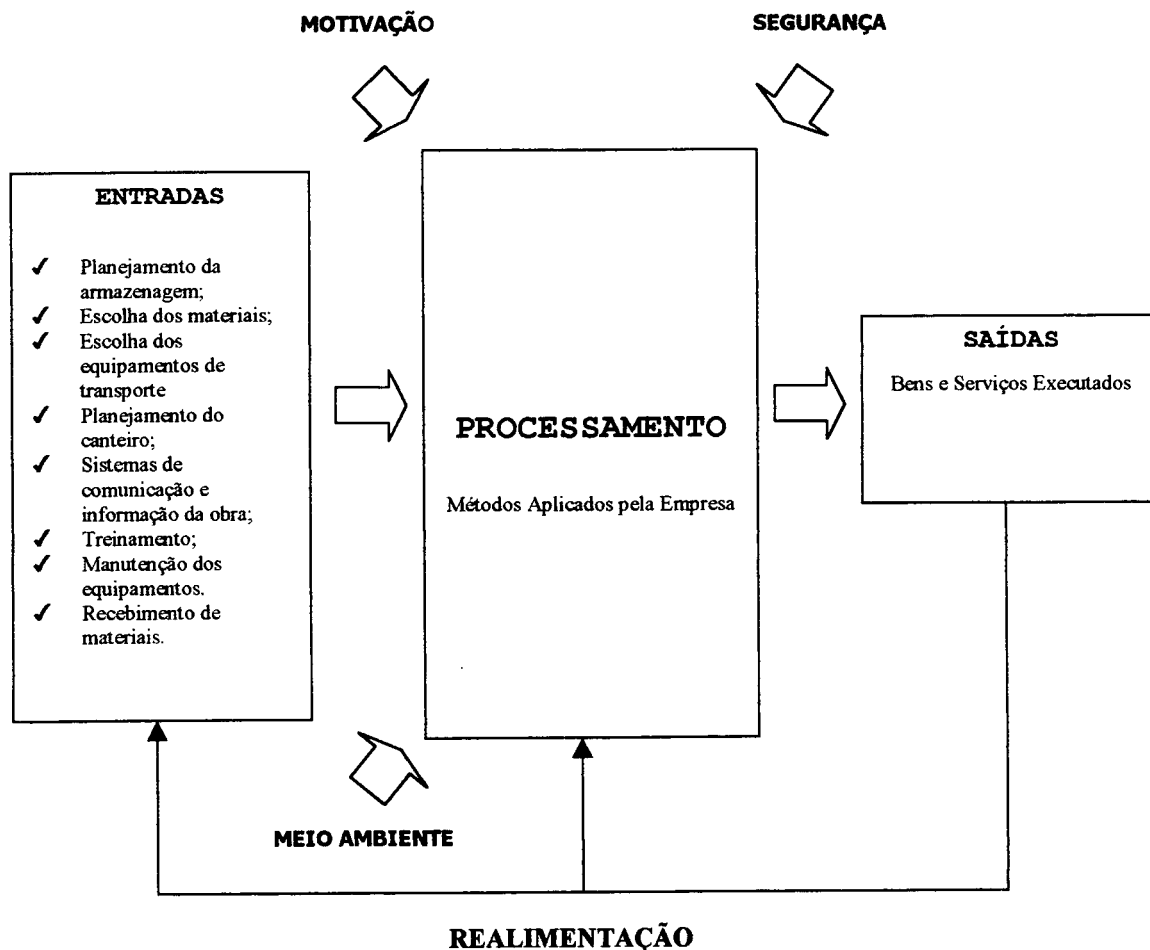 MOTIVAÇÃO
SEGURANÇA
ENTRADAS
✓ Planejamento da
armazenagem;
✓ Escolha dos materiais;
✓ Escolha dos
equipamentos de
transporte
✓ Planejamento do
canteiro;
✓ Sistemas de
comunicação e
informação da obra;
✓ Treinamento;
✓ Manutenção dos
equipamentos.
✓ Recebimento de
materiais.
PROCESSAMENTO
Métodos Aplicados pela Empresa
SAÍDAS
Bens e Serviços Executados
MEIO AMBIENTE
REALIMENTAÇÃO